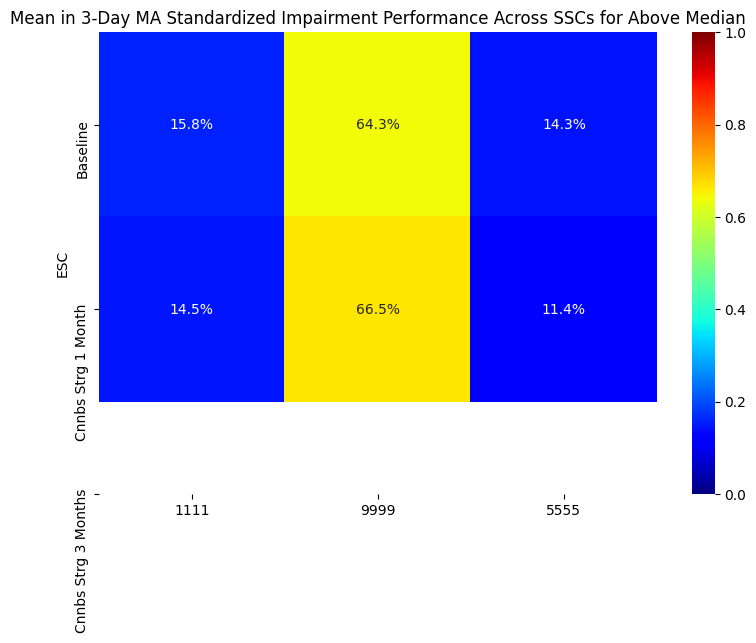 Mean in 3-Day MA Standardized Impairment Performance Across SSCs for Above Median
ESC
Baseline
15.8% 64.3% 14.3%
Cnnbs Strg 1 Month
14.5% 66.5% 11.4%
Cnnbs Strg 3 Months
1111 9999 5555
1.0
0.8
0.6
0.4
0.2
0.0